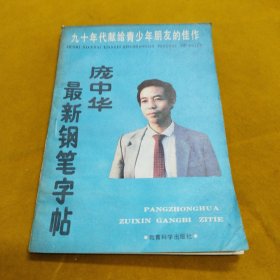 九十年代献给青少年朋友的佳作
庞中华
最新钢笔字帖
PANGZHONGHUA
ZUIXIN GANGBI ZITIE
教育科学出版社